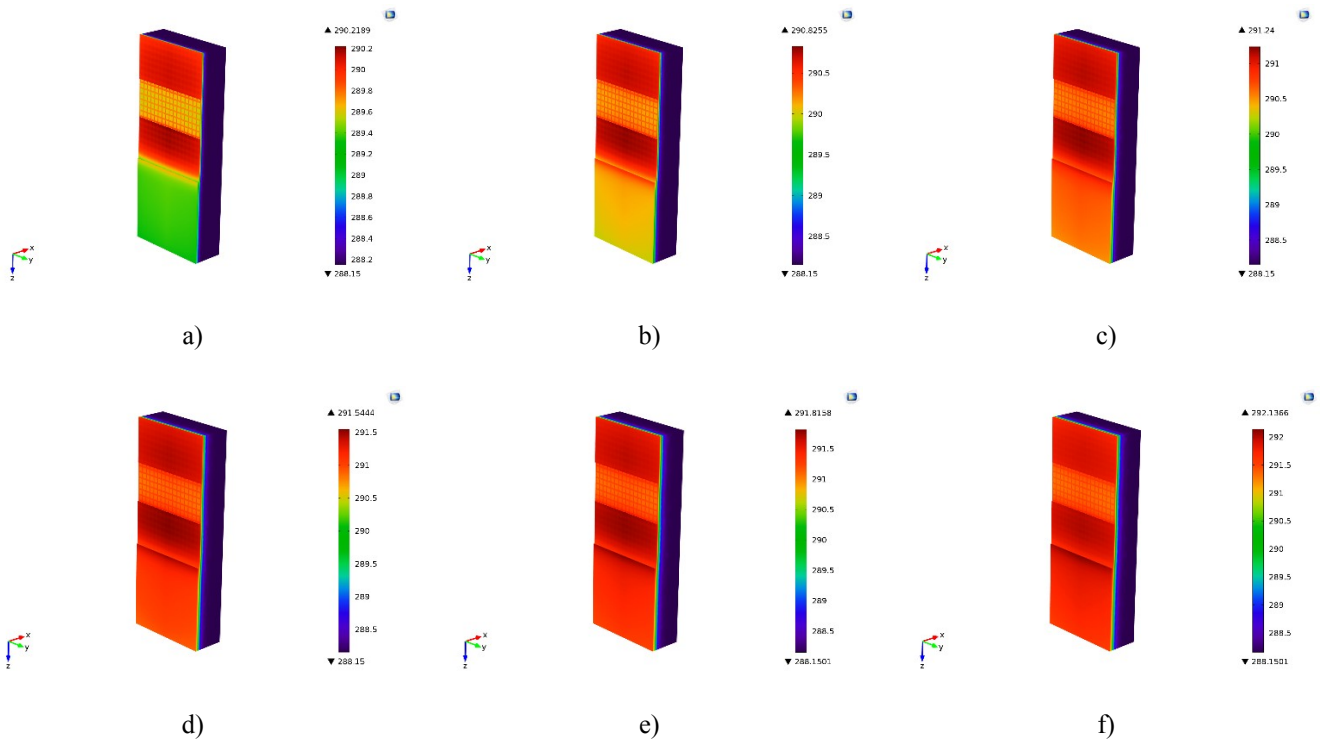 ▲ 290.2189
290.2
290
289.8
289.6
289.4
289.2
289
288.8
288.6
288.4
288.2
▼ 288.15
x
y
z
a)
▲ 290.8255
290.5
290
289.5
289
288.5
▼ 288.15
x
y
z
b)
▲ 291.24
291
290.5
290
289.5
289
288.5
▼ 288.15
x
y
z
c)
▲ 291.5444
291.5
291
290.5
290
289.5
289
288.5
▼ 288.15
x
y
z
d)
▲ 291.8158
291.5
291
290.5
290
289.5
289
288.5
▼ 288.1501
x
y
z
e)
▲ 292.1366
292
291.5
291
290.5
290
289.5
289
288.5
▼ 288.1501
x
y
z
f)